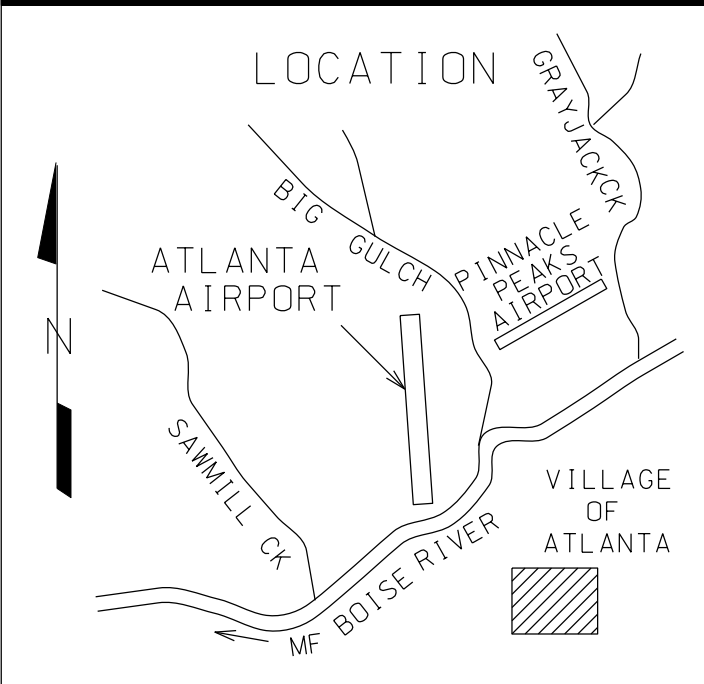 LOCATION
GRAYJACKCK
BIG GULCH
PINNACLE
PEAKS
AIRPORT
ATLANTA
AIRPORT
N
SAWMILL CK
VILLAGE
OF
ATLANTA
MF BOISE RIVER